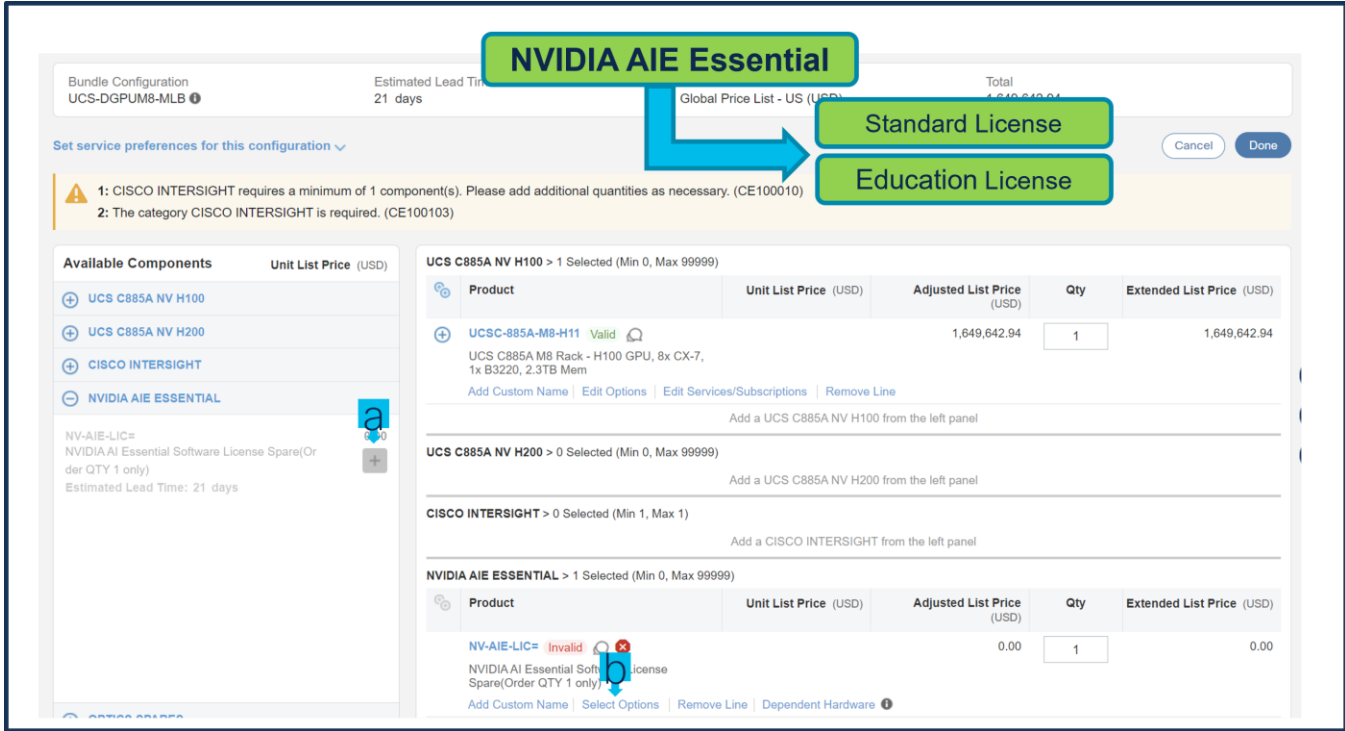 NVIDIA AIE Essential
Bundle Configuration
UCS-DGPUM8-MLB
Estimated Lead Tim
21 days
Global Price List - US (USD)
Total
1,649,642.94
Standard License
Education License
Set service preferences for this configuration
Cancel
Done
1: CISCO INTERSIGHT requires a minimum of 1 component(s). Please add additional quantities as necessary. (CE100010)
2: The category CISCO INTERSIGHT is required. (CE100103)
Available Components Unit List Price (USD)
UCS C885A NV H100
UCS C885A NV H200
CISCO INTERSIGHT
NVIDIA AIE ESSENTIAL
a
NV-AIE-LIC=
NVIDIA AI Essential Software License Spare(Or
der QTY 1 only)
Estimated Lead Time: 21 days
UCS C885A NV H100 > 1 Selected (Min 0, Max 99999)
Product Unit List Price (USD) Adjusted List Price (USD) Qty Extended List Price (USD)
UCSC-885A-M8-H11 Valid 1,649,642.94 1 1,649,642.94
UCS C885A M8 Rack - H100 GPU, 8x CX-7,
1x B3220, 2.3TB Mem
Add Custom Name Edit Options Edit Services/Subscriptions Remove Line
Add a UCS C885A NV H100 from the left panel
UCS C885A NV H200 > 0 Selected (Min 0, Max 99999)
Add a UCS C885A NV H200 from the left panel
CISCO INTERSIGHT > 0 Selected (Min 1, Max 1)
Add a CISCO INTERSIGHT from the left panel
NVIDIA AIE ESSENTIAL > 1 Selected (Min 0, Max 99999)
Product Unit List Price (USD) Adjusted List Price (USD) Qty Extended List Price (USD)
NV-AIE-LIC= Invalid 0.00 1 0.00
NVIDIA AI Essential Software License
Spare(Order QTY 1 only)
b
Add Custom Name Select Options Remove Line Dependent Hardware